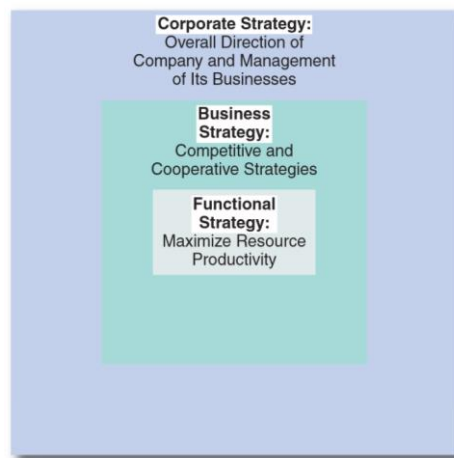 Corporate Strategy:
Overall Direction of
Company and Management
of Its Businesses
Business
Strategy:
Competitive and
Cooperative Strategies
Functional
Strategy:
Maximize Resource
Productivity